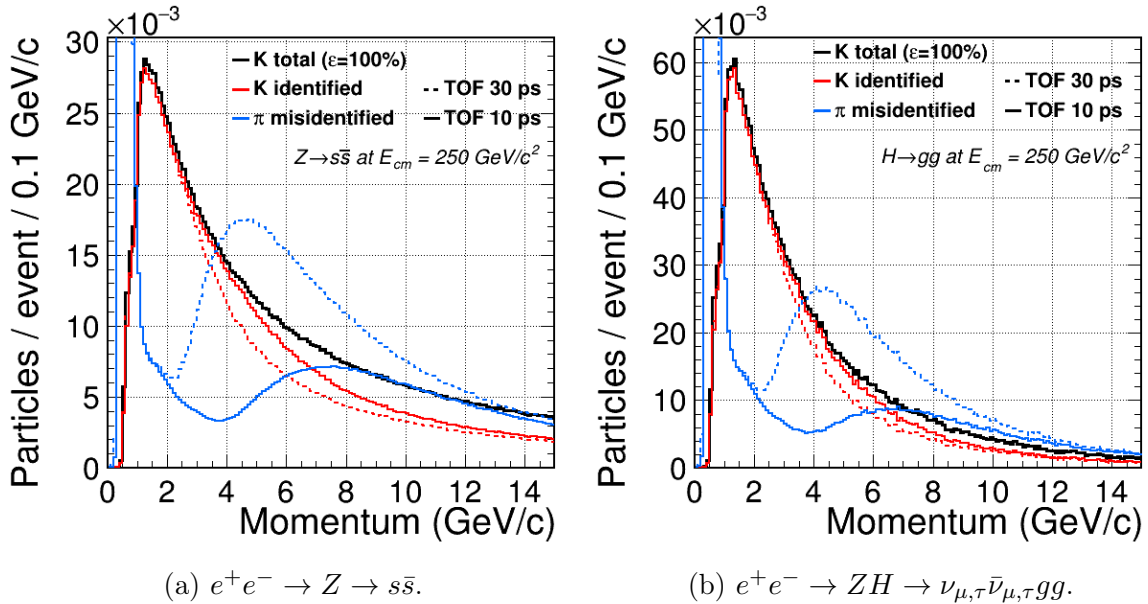 ×10⁻³
30
25
20
15
10
5
0
Particles / event / 0.1 GeV/c
K total (ε=100%)
K identified
TOF 30 ps
π misidentified
TOF 10 ps
Z→ss̄ at E_cm = 250 GeV/c²
0 2 4 6 8 10 12 14
Momentum (GeV/c)
(a) e⁺e⁻ → Z → ss̄.
×10⁻³
60
50
40
30
20
10
0
Particles / event / 0.1 GeV/c
K total (ε=100%)
K identified
TOF 30 ps
π misidentified
TOF 10 ps
H→gg at E_cm = 250 GeV/c²
0 2 4 6 8 10 12 14
Momentum (GeV/c)
(b) e⁺e⁻ → ZH → ν_{μ,τ}ν̄_{μ,τ}gg.